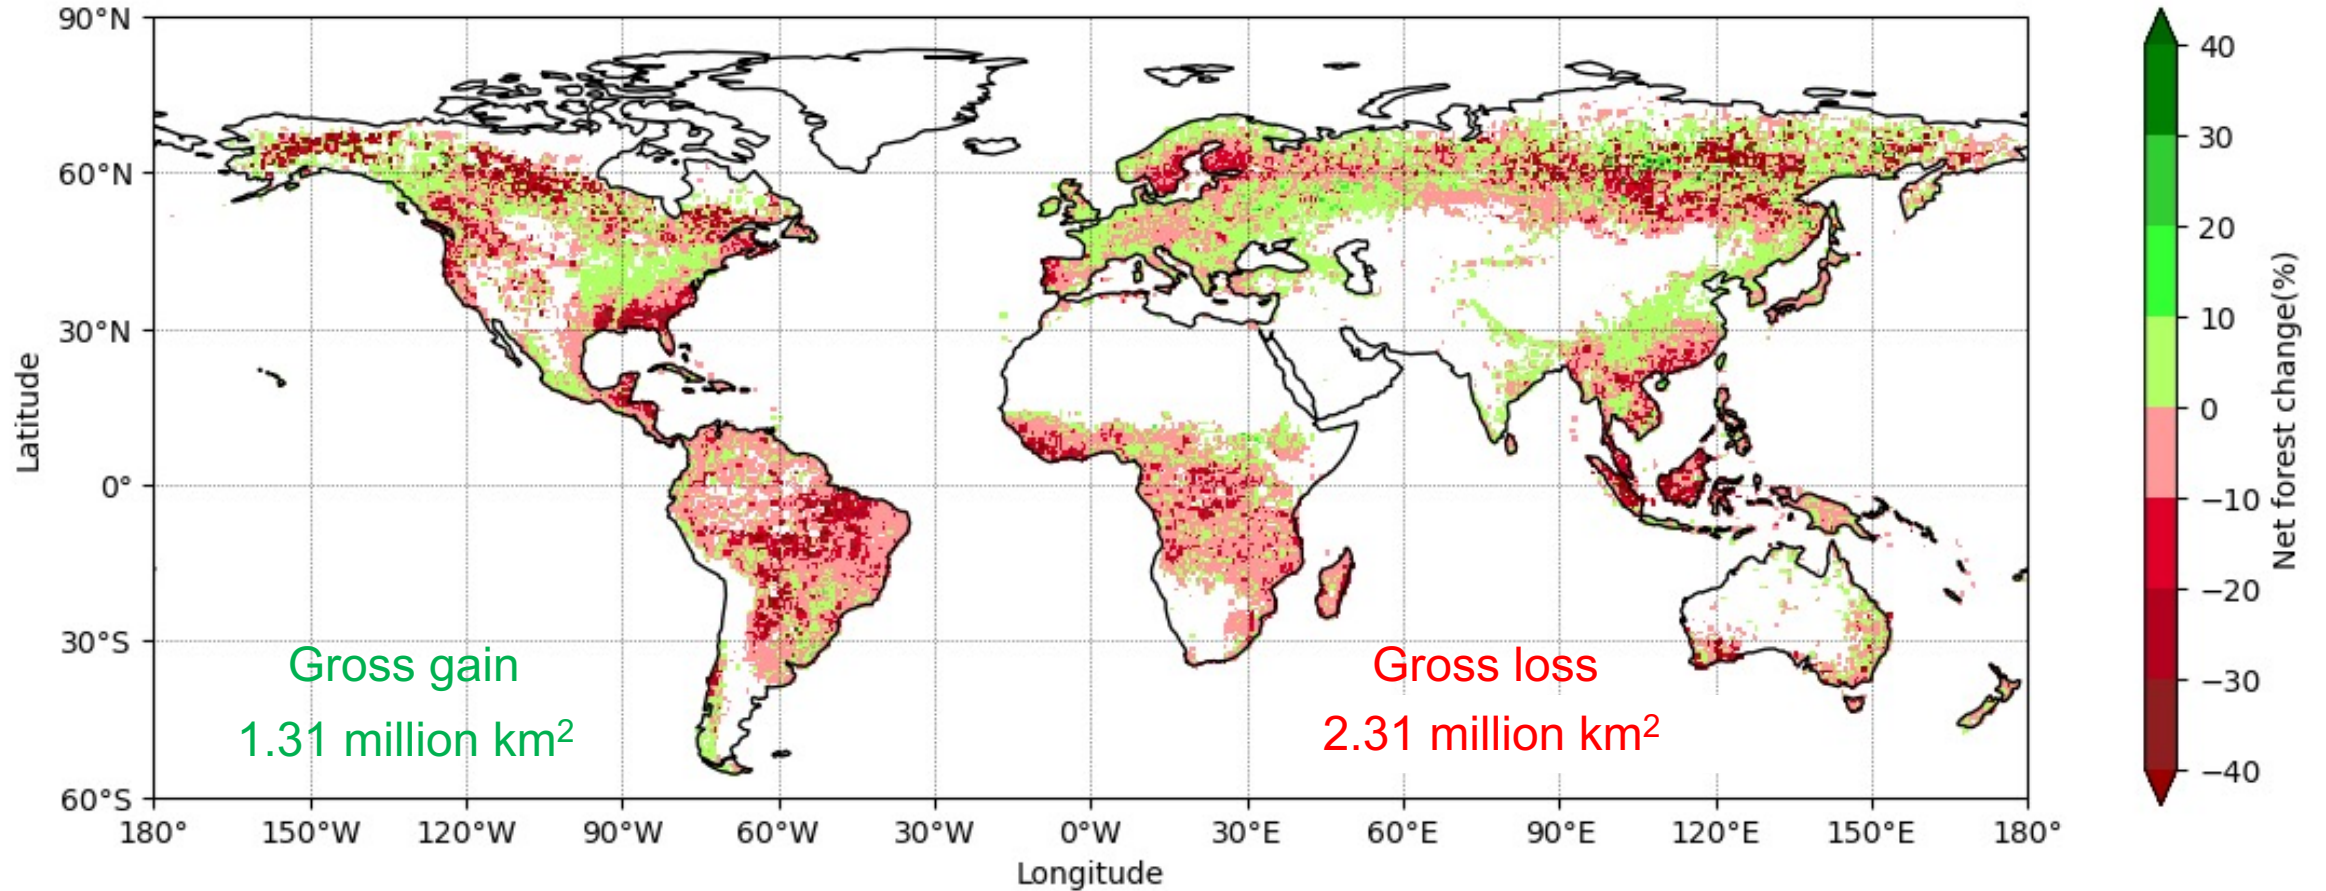 90°N
60°N
30°N
0°
30°S
60°S
Latitude
180°
150°W
120°W
90°W
60°W
30°W
0°W
30°E
60°E
90°E
120°E
150°E
180°
Longitude
Gross gain
1.31 million km²
Gross loss
2.31 million km²
40
30
20
10
0
−10
−20
−30
−40
Net forest change(%)